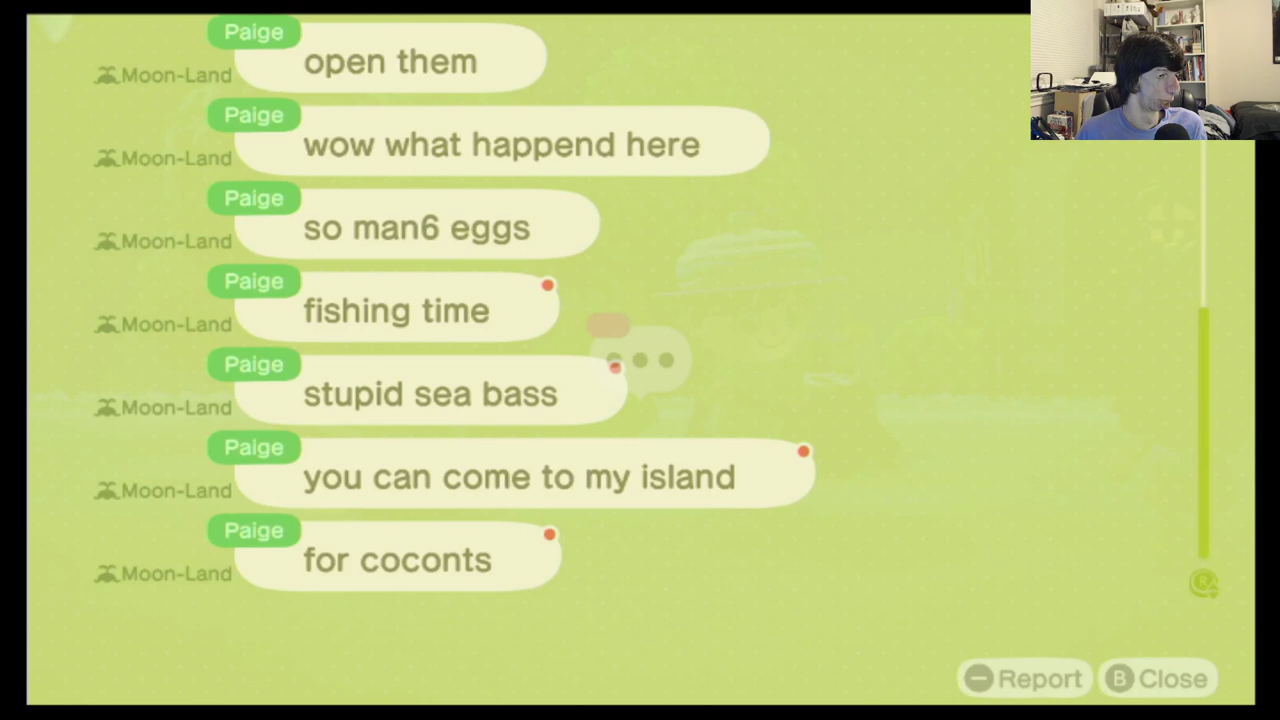 Paige
open them
Moon-Land
Paige
wow what happend here
Moon-Land
Paige
so man6 eggs
Moon-Land
Paige
fishing time
Moon-Land
Paige
stupid sea bass
Moon-Land
Paige
you can come to my island
Moon-Land
Paige
for coconts
Moon-Land
R
Report
B Close